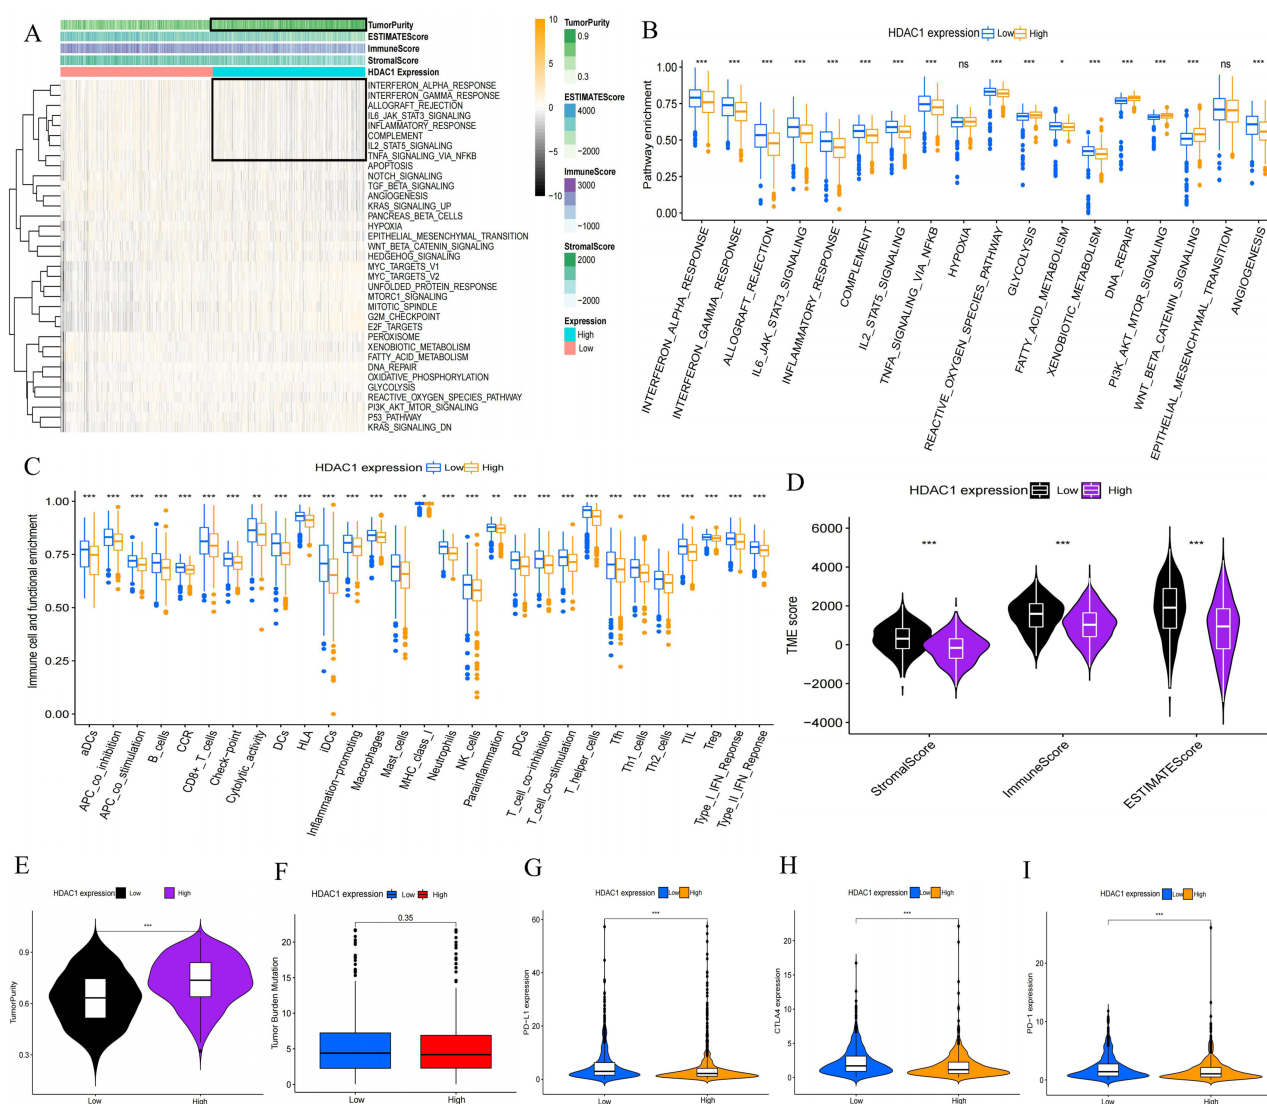 A
TumorPurity
ESTIMATEScore
ImmuneScore
StromalScore
HDAC1 Expression
INTERFERON_ALPHA_RESPONSE
INTERFERON_GAMMA_RESPONSE
ALLOGRAFT_REJECTION
IL6_JAK_STAT3_SIGNALING
INFLAMMATORY_RESPONSE
COMPLEMENT
IL2_STAT5_SIGNALING
TNFA_SIGNALING_VIA_NFKB
APOPTOSIS
NOTCH_SIGNALING
TGF_BETA_SIGNALING
ANGIOGENESIS
KRAS_SIGNALING_UP
PANCREAS_BETA_CELLS
HYPOXIA
EPITHELIAL_MESENCHYMAL_TRANSITION
WNT_BETA_CATENIN_SIGNALING
HEDGEHOG_SIGNALING
MYC_TARGETS_V1
MYC_TARGETS_V2
UNFOLDED_PROTEIN_RESPONSE
MTORC1_SIGNALING
MITOTIC_SPINDLE
G2M_CHECKPOINT
E2F_TARGETS
PEROXISOME
XENOBIOTIC_METABOLISM
FATTY_ACID_METABOLISM
DNA_REPAIR
OXIDATIVE_PHOSPHORYLATION
GLYCOLYSIS
REACTIVE_OXYGEN_SPECIES_PATHWAY
PI3K_AKT_MTOR_SIGNALING
P53_PATHWAY
KRAS_SIGNALING_DN
10
5
0
−5
−10
TumorPurity
0.9
0.3
ESTIMATEScore
4000
−2000
ImmuneScore
3000
−1000
StromalScore
2000
−2000
Expression
High
Low
B
HDAC1 expression Low High
*** *** *** *** *** *** *** *** ns *** *** * *** *** *** *** ns ***
Pathway enrichment
1.00
0.75
0.50
0.25
0.00
INTERFERON_ALPHA_RESPONSE
INTERFERON_GAMMA_RESPONSE
ALLOGRAFT_REJECTION
IL6_JAK_STAT3_SIGNALING
INFLAMMATORY_RESPONSE
COMPLEMENT
IL2_STAT5_SIGNALING
TNFA_SIGNALING_VIA_NFKB
HYPOXIA
REACTIVE_OXYGEN_SPECIES_PATHWAY
GLYCOLYSIS
FATTY_ACID_METABOLISM
XENOBIOTIC_METABOLISM
DNA_REPAIR
PI3K_AKT_MTOR_SIGNALING
WNT_BETA_CATENIN_SIGNALING
EPITHELIAL_MESENCHYMAL_TRANSITION
ANGIOGENESIS
C
HDAC1 expression Low High
*** *** *** *** *** *** *** ** *** *** *** *** *** *** * *** *** ** *** *** *** *** *** *** *** *** *** *** ***
Immune cell and functional enrichment
1.00
0.75
0.50
0.25
0.00
aDCs
APC_co_inhibition
APC_co_stimulation
B_cells
CCR
CD8+_T_cells
Check-point
Cytolytic_activity
DCs
HLA
iDCs
Inflammation-promoting
Macrophages
Mast_cells
MHC_class_I
Neutrophils
NK_cells
Parainflammation
pDCs
T_cell_co-inhibition
T_cell_co-stimulation
T_helper_cells
Tfh
Th1_cells
Th2_cells
TIL
Treg
Type_I_IFN_Reponse
Type_II_IFN_Reponse
D
HDAC1 expression Low High
*** *** ***
TME score
6000
4000
2000
0
−2000
−4000
StromalScore
ImmuneScore
ESTIMATEScore
E
HDAC1 expression Low High
***
TumorPurity
0.9
0.6
0.3
Low High
F
HDAC1 expression Low High
0.35
Tumor Burden Mutation
20
15
10
5
0
Low High
G
HDAC1 expression Low High
***
PD−L1 expression
60
40
20
0
Low High
H
HDAC1 expression Low High
***
CTLA4 expression
20
15
10
5
0
Low High
I
HDAC1 expression Low High
***
PD−1 expression
20
10
0
Low High